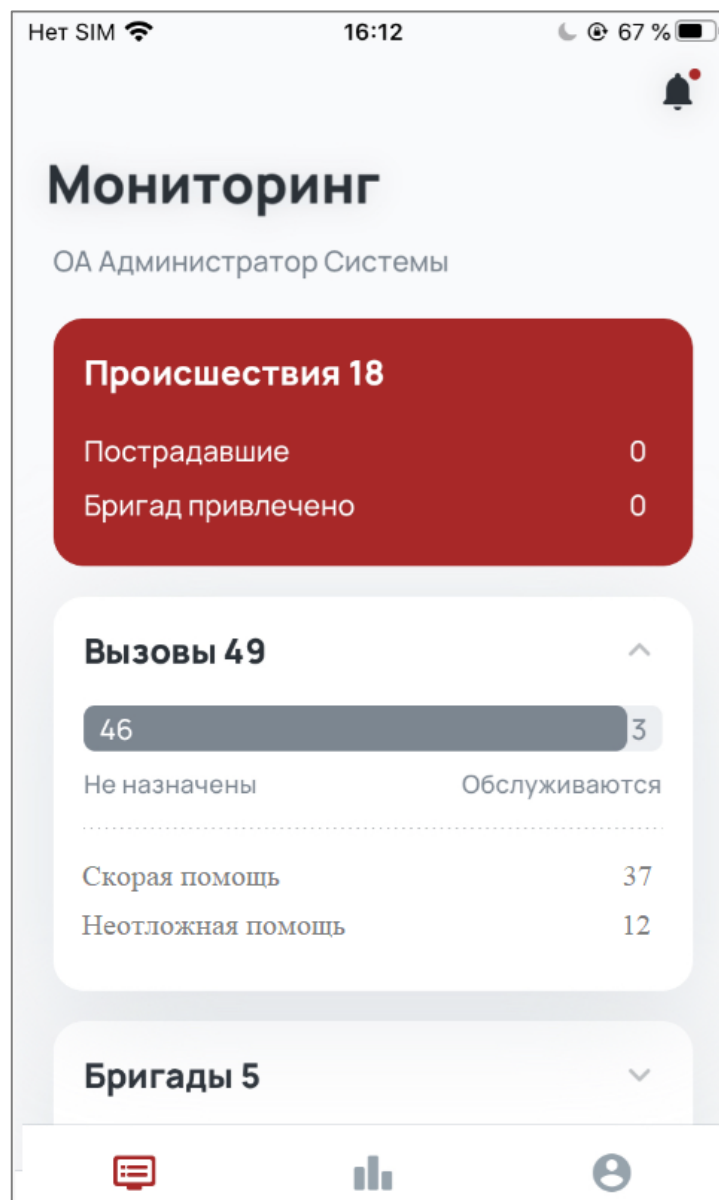 Нет SIM 16:12 67 %
Мониторинг
ОА Администратор Системы
Происшествия 18
Пострадавшие 0
Бригад привлечено 0
Вызовы 49
46 3
Не назначены Обслуживаются
Скорая помощь 37
Неотложная помощь 12
Бригады 5